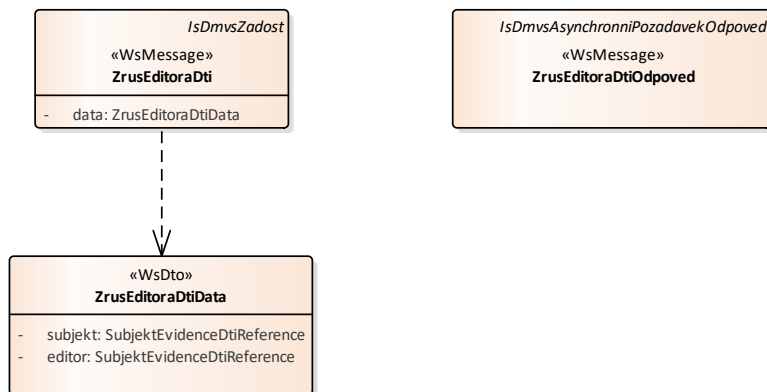 IsDmvsZadost
«WsMessage»
ZrusEditoraDti
- data: ZrusEditoraDtiData
IsDmvsAsynchronniPozadavekOdpoved
«WsMessage»
ZrusEditoraDtiOdpoved
«WsDto»
ZrusEditoraDtiData
- subjekt: SubjektEvidenceDtiReference
- editor: SubjektEvidenceDtiReference